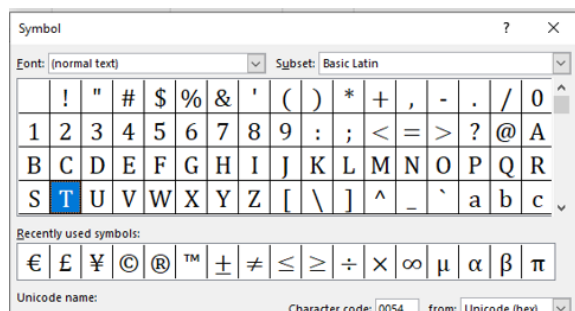 Symbol ? ×
Font: (normal text) Subset: Basic Latin
! " # $ % & ' ( ) * + , - . / 0
1 2 3 4 5 6 7 8 9 : ; < = > ? @ A
B C D E F G H I J K L M N O P Q R
S T U V W X Y Z [ \ ] ^ _ ` a b c
Recently used symbols:
€ £ ¥ © ® ™ ± ≠ ≤ ≥ ÷ × ∞ µ α β π
Unicode name:
Character code: 0054 from: Unicode (hex)